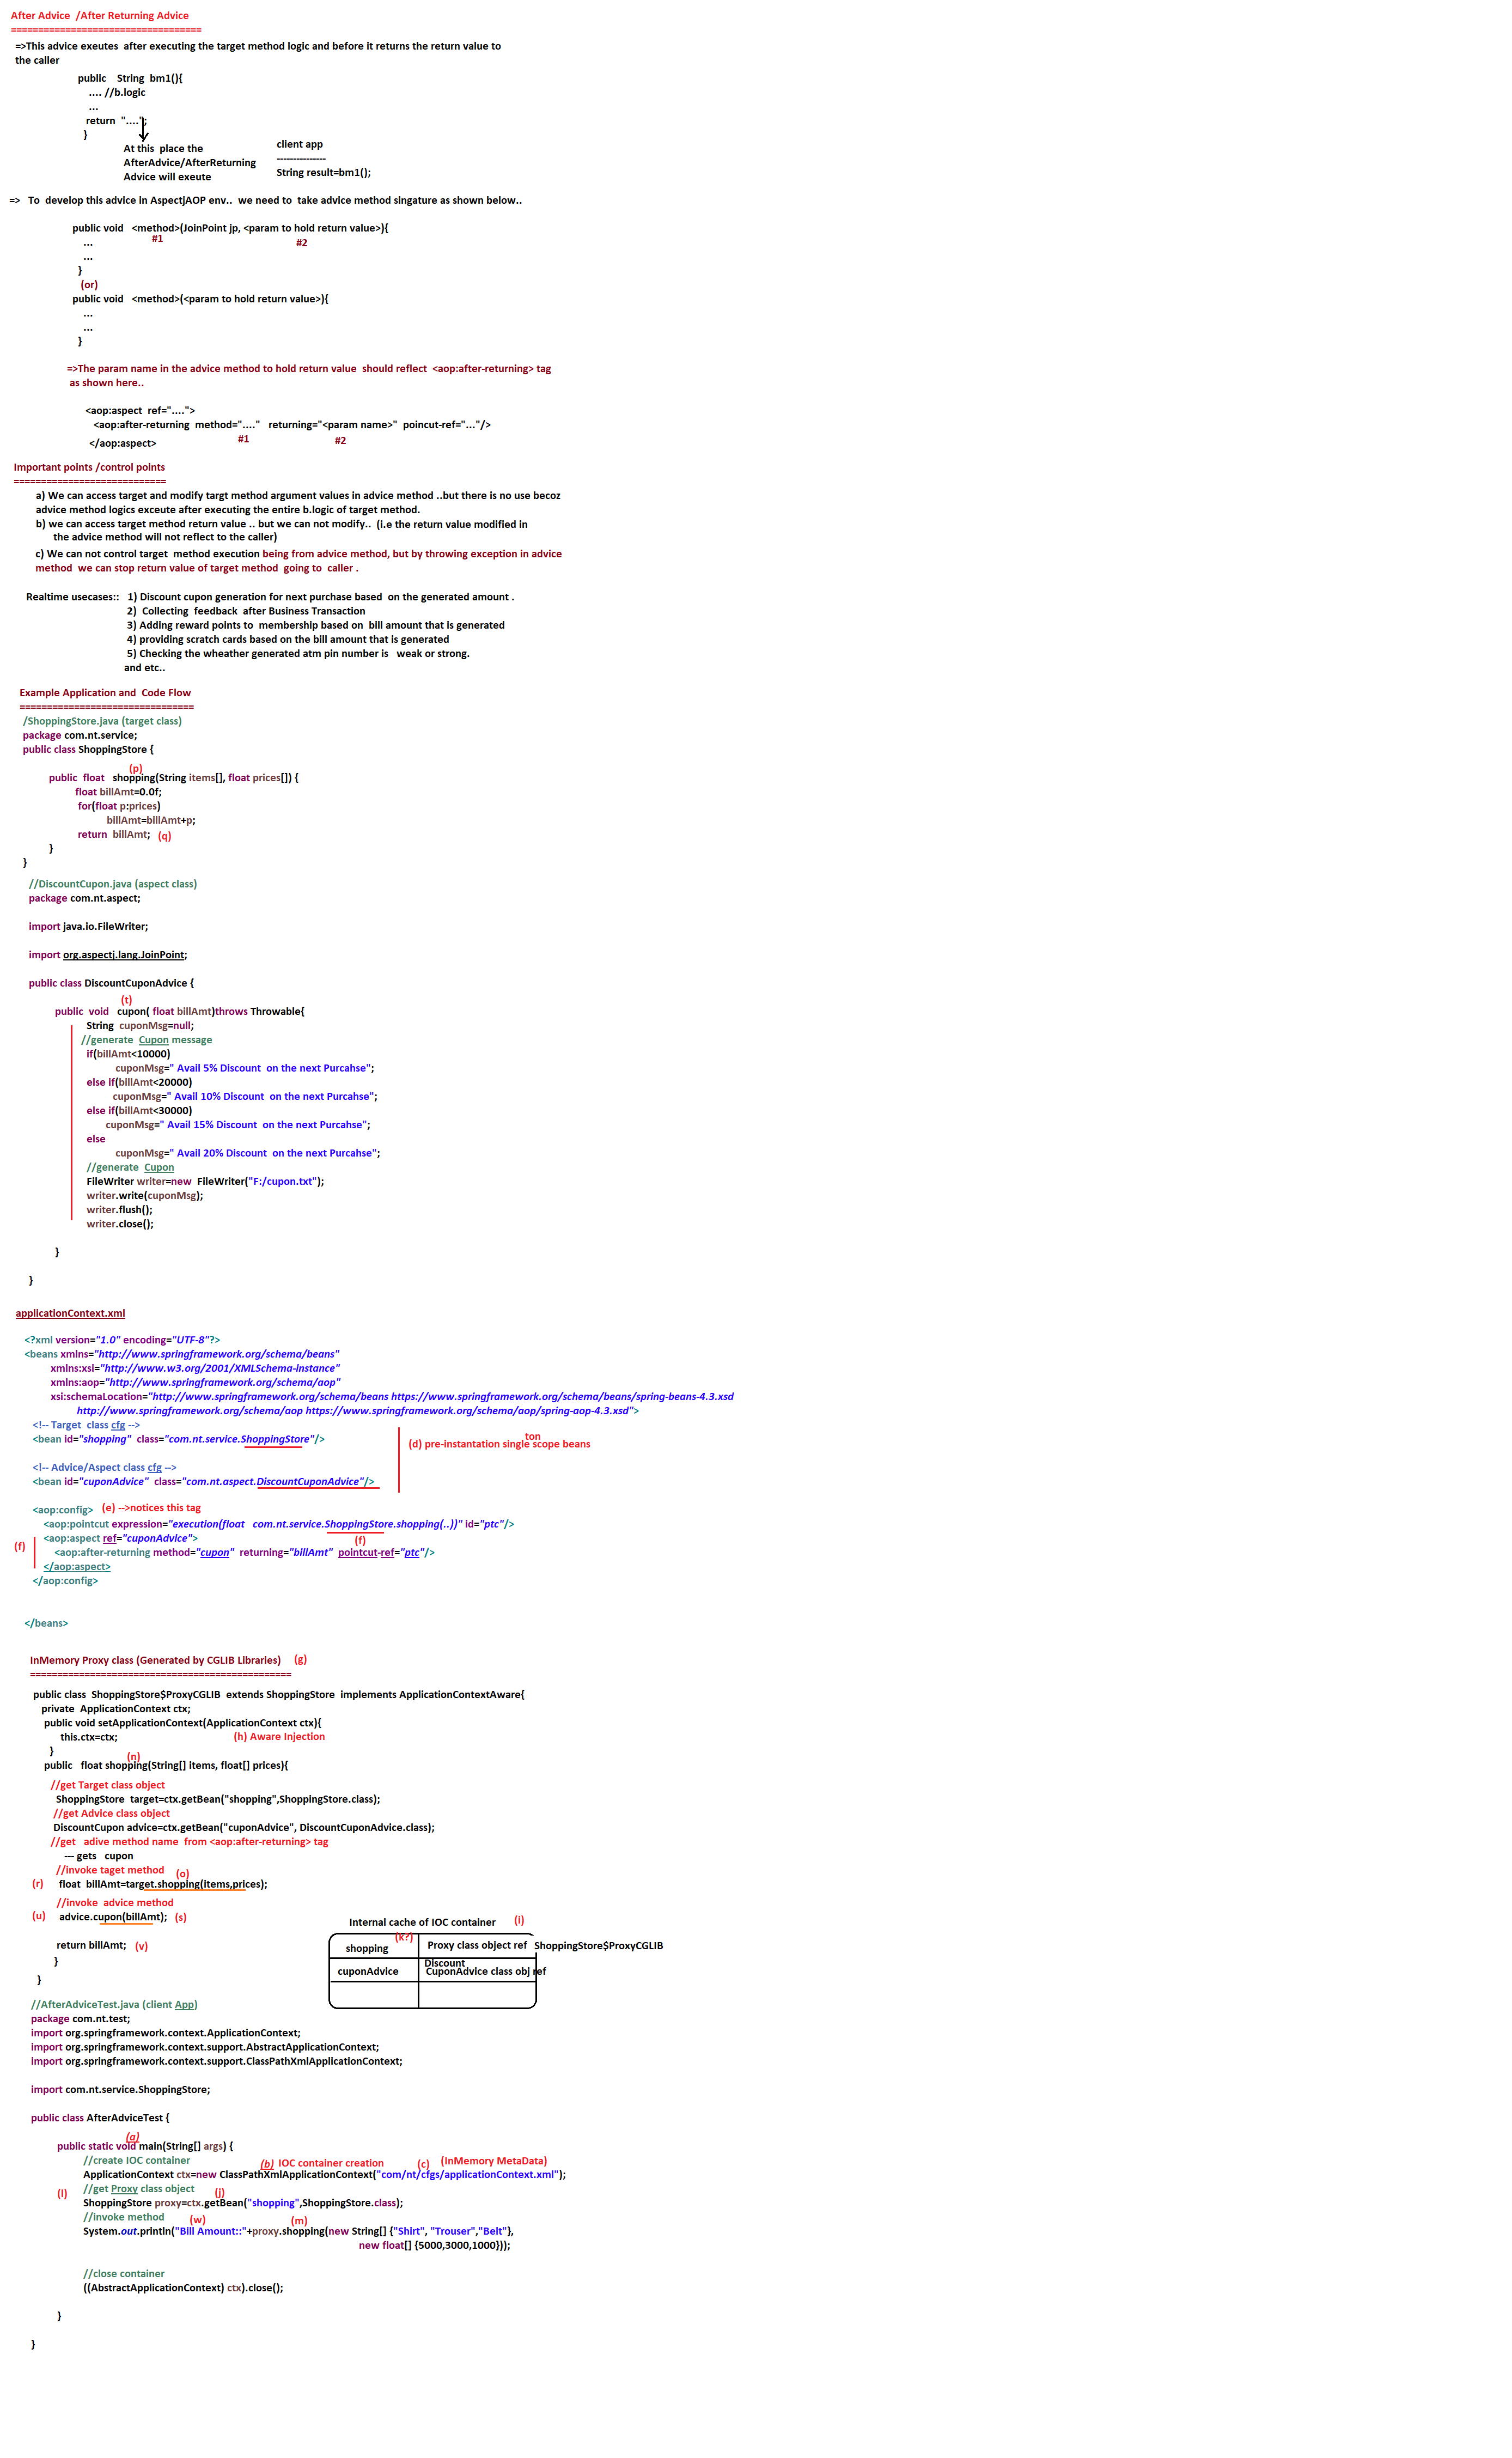 After Advice  /After Returning Advice
===================================
=>This advice exeutes  after executing the target method logic and before it returns the return value to
the caller
public    String  bm1(){
.... //b.logic
...
return  "....";
}
At this  place the
AfterAdvice/AfterReturning
Advice will exeute
client app
---------------
String result=bm1();
=>   To  develop this advice in AspectjAOP env..  we need to  take advice method singature as shown below..
public void   <method>(JoinPoint jp, <param to hold return value>){
#1
#2
...
...
}
(or)
public void   <method>(<param to hold return value>){
...
...
}
=>The param name in the advice method to hold return value  should reflect  <aop:after-returning> tag
as shown here..
<aop:aspect  ref="....">
<aop:after-returning  method="...."   returning="<param name>"  poincut-ref="..."/>
</aop:aspect>
#1
#2
Important points /control points
============================
a) We can access target and modify targt method argument values in advice method ..but there is no use becoz
advice method logics exceute after executing the entire b.logic of target method.
b) we can access target method return value .. but we can not modify..  (i.e the return value modified in
the advice method will not reflect to the caller)
c) We can not control target  method execution being from advice method, but by throwing exception in advice
method  we can stop return value of target method  going to  caller .
Realtime usecases::   1) Discount cupon generation for next purchase based  on the generated amount .
2)  Collecting  feedback  after Business Transaction
3) Adding reward points to  membership based on  bill amount that is generated
4) providing scratch cards based on the bill amount that is generated
5) Checking the wheather generated atm pin number is   weak or strong.
and etc..
Example Application and  Code Flow
================================
/ShoppingStore.java (target class)
package com.nt.service;
public class ShoppingStore {
(p)
public  float   shopping(String items[], float prices[]) {
float billAmt=0.0f;
for(float p:prices)
billAmt=billAmt+p;
return  billAmt;   (q)
}
}
//DiscountCupon.java (aspect class)
package com.nt.aspect;
import java.io.FileWriter;
import org.aspectj.lang.JoinPoint;
public class DiscountCuponAdvice {
(t)
public  void   cupon( float billAmt)throws Throwable{
String  cuponMsg=null;
//generate  Cupon message
if(billAmt<10000)
cuponMsg=" Avail 5% Discount  on the next Purcahse";
else if(billAmt<20000)
cuponMsg=" Avail 10% Discount  on the next Purcahse";
else if(billAmt<30000)
cuponMsg=" Avail 15% Discount  on the next Purcahse";
else
cuponMsg=" Avail 20% Discount  on the next Purcahse";
//generate  Cupon
FileWriter writer=new  FileWriter("F:/cupon.txt");
writer.write(cuponMsg);
writer.flush();
writer.close();
}
}
applicationContext.xml
<?xml version="1.0" encoding="UTF-8"?>
<beans xmlns="http://www.springframework.org/schema/beans"
xmlns:xsi="http://www.w3.org/2001/XMLSchema-instance"
xmlns:aop="http://www.springframework.org/schema/aop"
xsi:schemaLocation="http://www.springframework.org/schema/beans https://www.springframework.org/schema/beans/spring-beans-4.3.xsd
http://www.springframework.org/schema/aop https://www.springframework.org/schema/aop/spring-aop-4.3.xsd">
<!-- Target  class cfg -->
<bean id="shopping"  class="com.nt.service.ShoppingStore"/>
ton
(d) pre-instantation single scope beans
<!-- Advice/Aspect class cfg -->
<bean id="cuponAdvice"  class="com.nt.aspect.DiscountCuponAdvice"/>
<aop:config>   (e) -->notices this tag
<aop:pointcut expression="execution(float   com.nt.service.ShoppingStore.shopping(..))" id="ptc"/>
<aop:aspect ref="cuponAdvice">
(f)
(f)
<aop:after-returning method="cupon"  returning="billAmt"  pointcut-ref="ptc"/>
</aop:aspect>
</aop:config>
</beans>
InMemory Proxy class (Generated by CGLIB Libraries)    (g)
================================================
public class  ShoppingStore$ProxyCGLIB  extends ShoppingStore  implements ApplicationContextAware{
private  ApplicationContext ctx;
public void setApplicationContext(ApplicationContext ctx){
this.ctx=ctx;
(h) Aware Injection
}
(n)
public   float shopping(String[] items, float[] prices){
//get Target class object
ShoppingStore  target=ctx.getBean("shopping",ShoppingStore.class);
//get Advice class object
DiscountCupon advice=ctx.getBean("cuponAdvice", DiscountCuponAdvice.class);
//get   adive method name  from <aop:after-returning> tag
--- gets   cupon
//invoke taget method
(o)
(r)     float  billAmt=target.shopping(items,prices);
//invoke  advice method
(u)     advice.cupon(billAmt);   (s)
return billAmt;   (v)
}
}
Internal cache of IOC container      (i)
(k?)
shopping
Proxy class object ref
ShoppingStore$ProxyCGLIB
Discount
cuponAdvice
CuponAdvice class obj ref
//AfterAdviceTest.java (client App)
package com.nt.test;
import org.springframework.context.ApplicationContext;
import org.springframework.context.support.AbstractApplicationContext;
import org.springframework.context.support.ClassPathXmlApplicationContext;
import com.nt.service.ShoppingStore;
public class AfterAdviceTest {
(a)
public static void main(String[] args) {
//create IOC container
(b)  IOC container creation
(c)    (InMemory MetaData)
ApplicationContext ctx=new ClassPathXmlApplicationContext("com/nt/cfgs/applicationContext.xml");
(l)
//get Proxy class object
(j)
ShoppingStore proxy=ctx.getBean("shopping",ShoppingStore.class);
//invoke method
(w)
(m)
System.out.println("Bill Amount::"+proxy.shopping(new String[] {"Shirt", "Trouser","Belt"},
new float[] {5000,3000,1000}));
//close container
((AbstractApplicationContext) ctx).close();
}
}